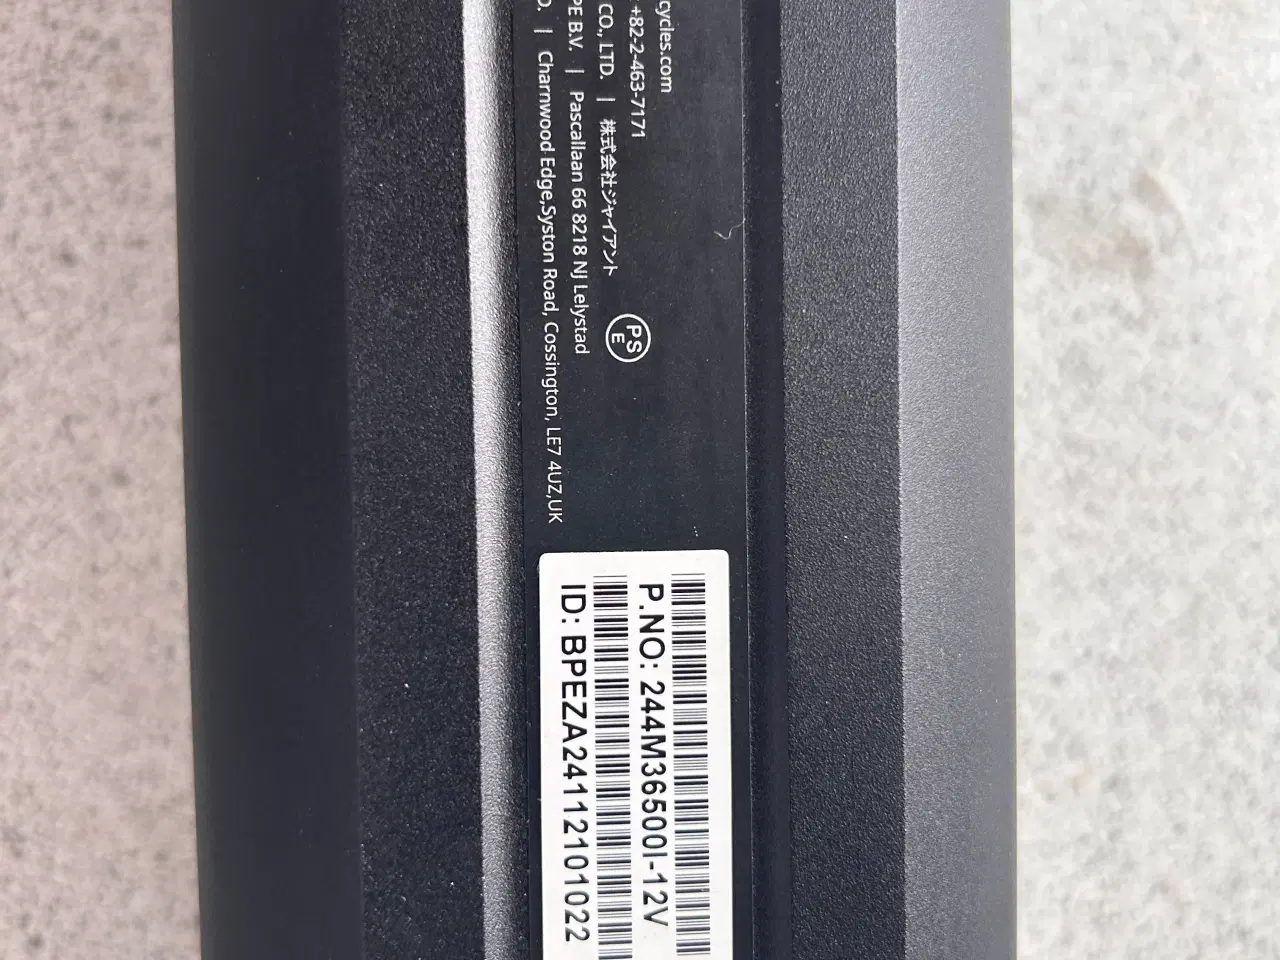 cycles.com
+82-2-463-7171
CO., LTD. | 株式会社ジャイアント
PE B.V. | Pascallaan 66 8218 NJ Lelystad
D. | Charnwood Edge,Syston Road, Cossington, LE7 4UZ,UK
PS
E
P.NO: 244M36500I-12V
ID: BPEZA24112101022